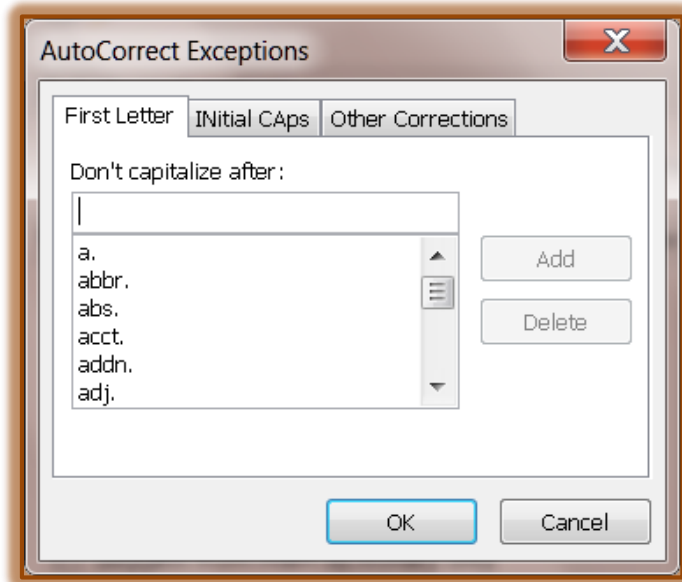 AutoCorrect Exceptions
First Letter INitial CAps Other Corrections
Don't capitalize after:
a.
abbr.
abs.
acct.
addn.
adj.
Add
Delete
OK Cancel